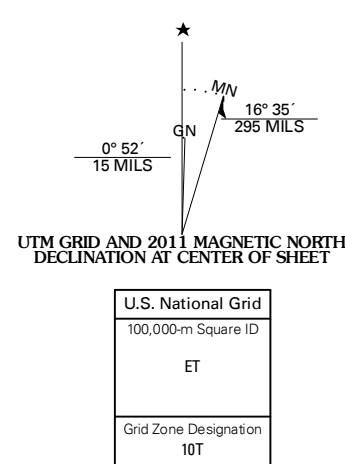 MN
GN
16° 35´
295 MILS
0° 52´
15 MILS
UTM GRID AND 2011 MAGNETIC NORTH
DECLINATION AT CENTER OF SHEET
U.S. National Grid
100,000-m Square ID
ET
Grid Zone Designation
10T